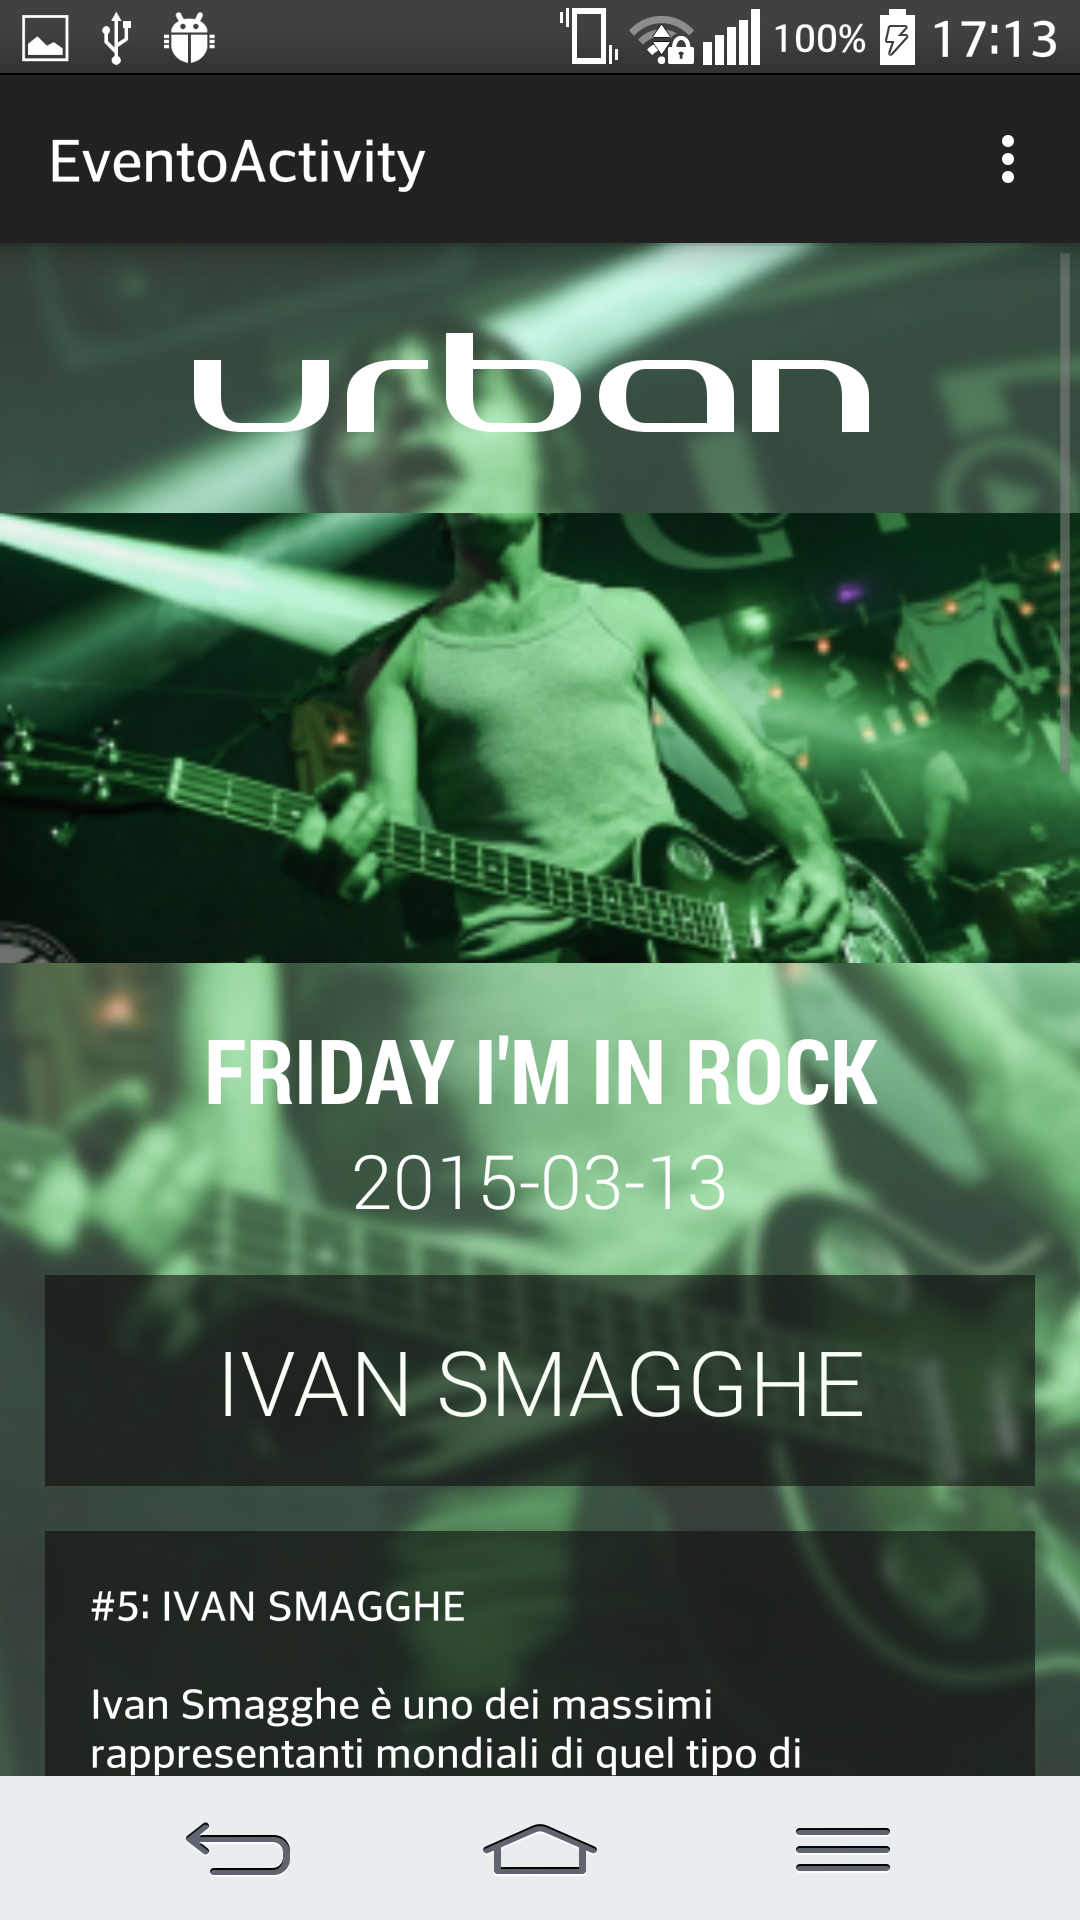 100% 17:13
EventoActivity
urban
FRIDAY I'M IN ROCK
2015-03-13
IVAN SMAGGHE
#5: IVAN SMAGGHE
Ivan Smagghe è uno dei massimi
rappresentanti mondiali di quel tipo di